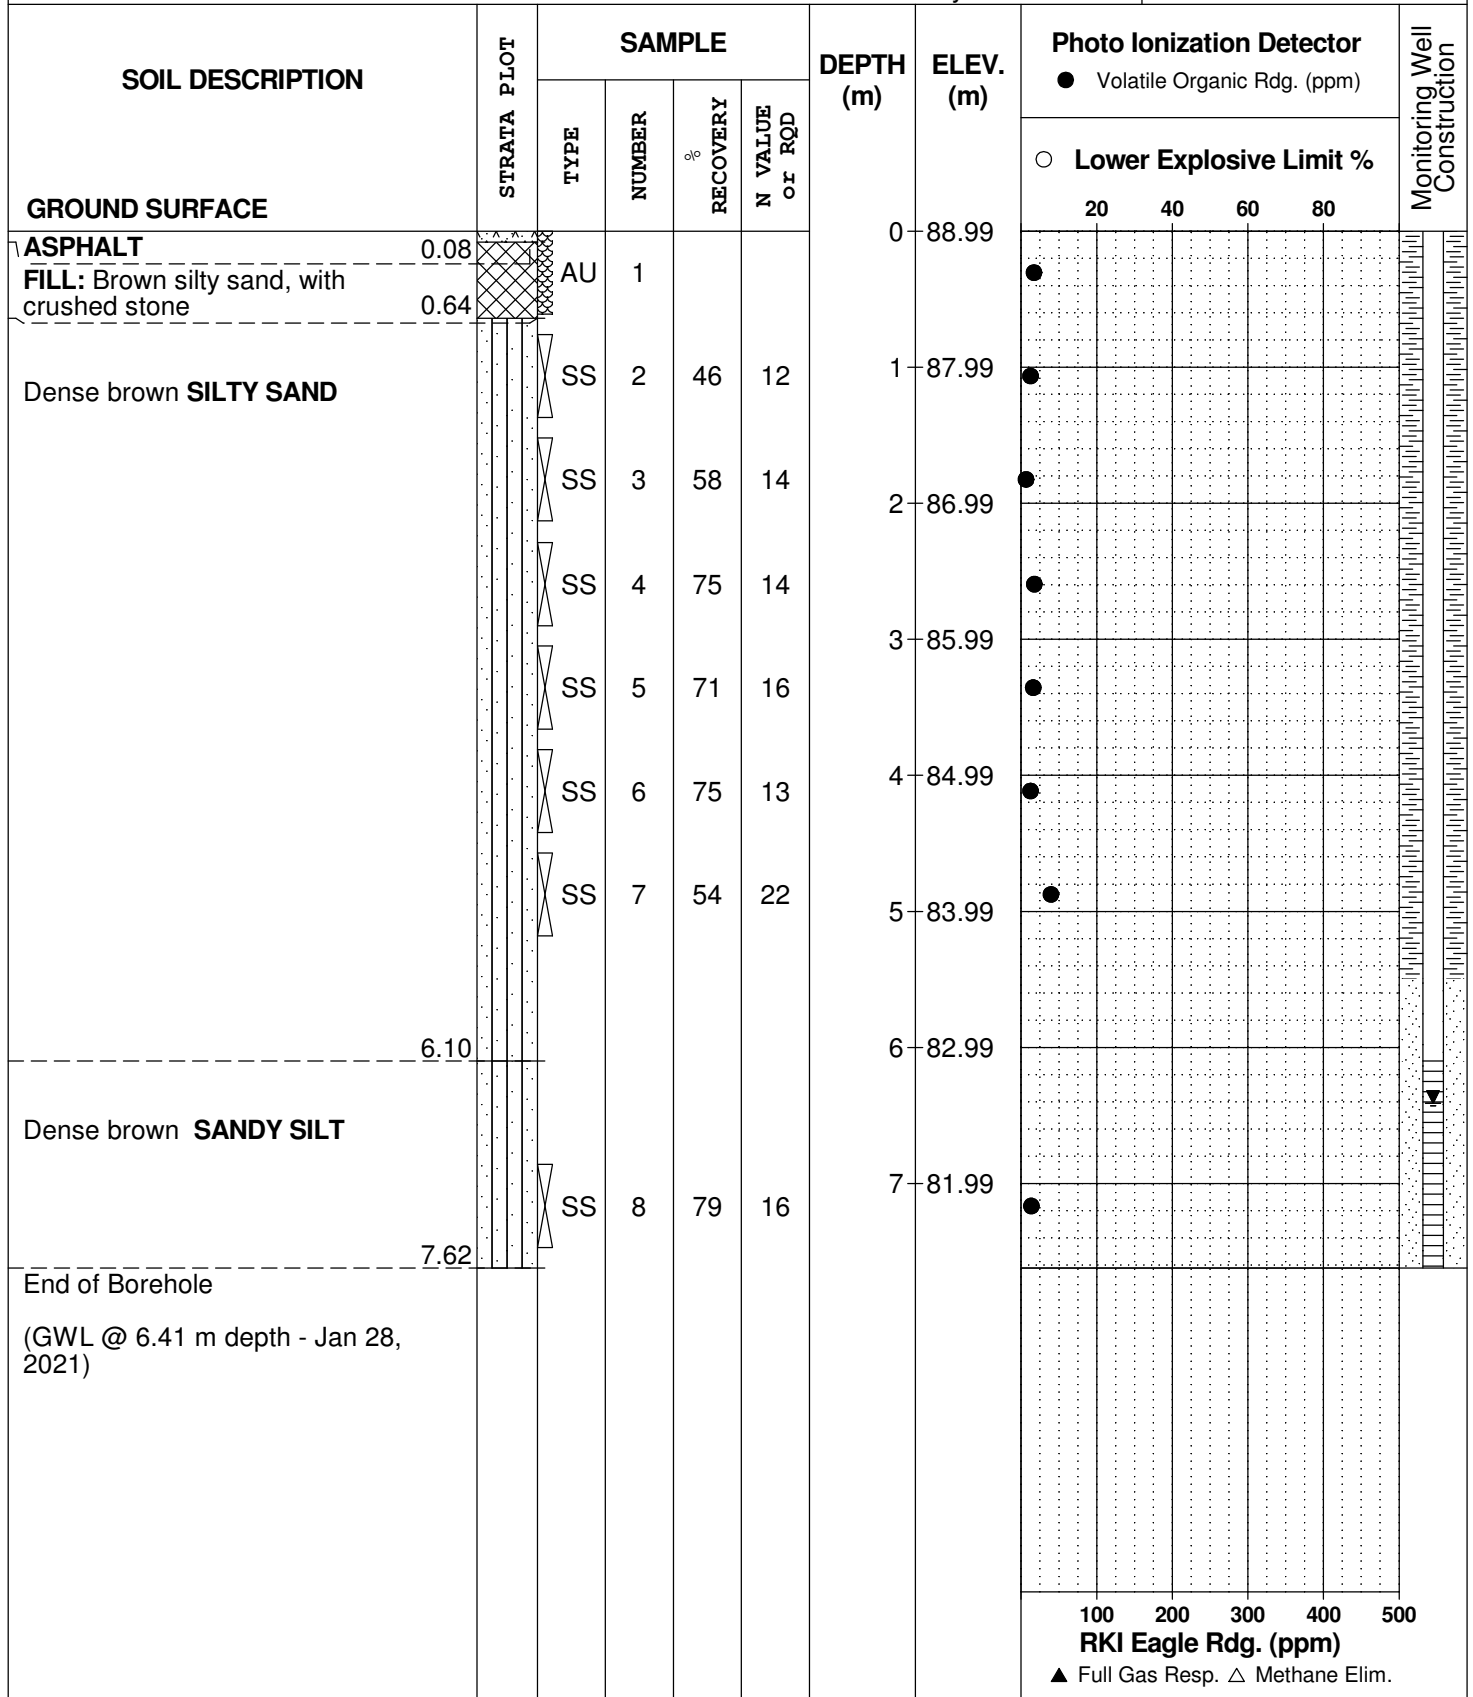 SOIL DESCRIPTION
GROUND SURFACE
STRATA PLOT
SAMPLE
TYPE
NUMBER
%
RECOVERY
N VALUE
or RQD
DEPTH
(m)
ELEV.
(m)
Photo Ionization Detector
● Volatile Organic Rdg. (ppm)
○ Lower Explosive Limit %
20 40 60 80
Monitoring Well
Construction
0 88.99
ASPHALT 0.08
FILL: Brown silty sand, with
crushed stone 0.64
AU 1
Dense brown SILTY SAND
SS 2 46 12
1 87.99
SS 3 58 14
2 86.99
SS 4 75 14
3 85.99
SS 5 71 16
4 84.99
SS 6 75 13
SS 7 54 22
5 83.99
6.10
6 82.99
Dense brown SANDY SILT
7 81.99
SS 8 79 16
7.62
End of Borehole
(GWL @ 6.41 m depth - Jan 28,
2021)
100 200 300 400 500
RKI Eagle Rdg. (ppm)
▲ Full Gas Resp. △ Methane Elim.